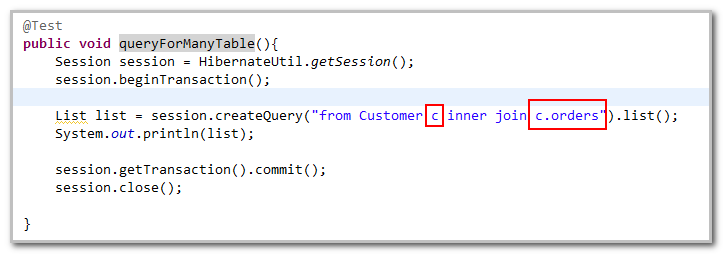 @Test
public void queryForManyTable(){
Session session = HibernateUtil.getSession();
session.beginTransaction();
List list = session.createQuery("from Customer c inner join c.orders").list();
System.out.println(list);
session.getTransaction().commit();
session.close();
}